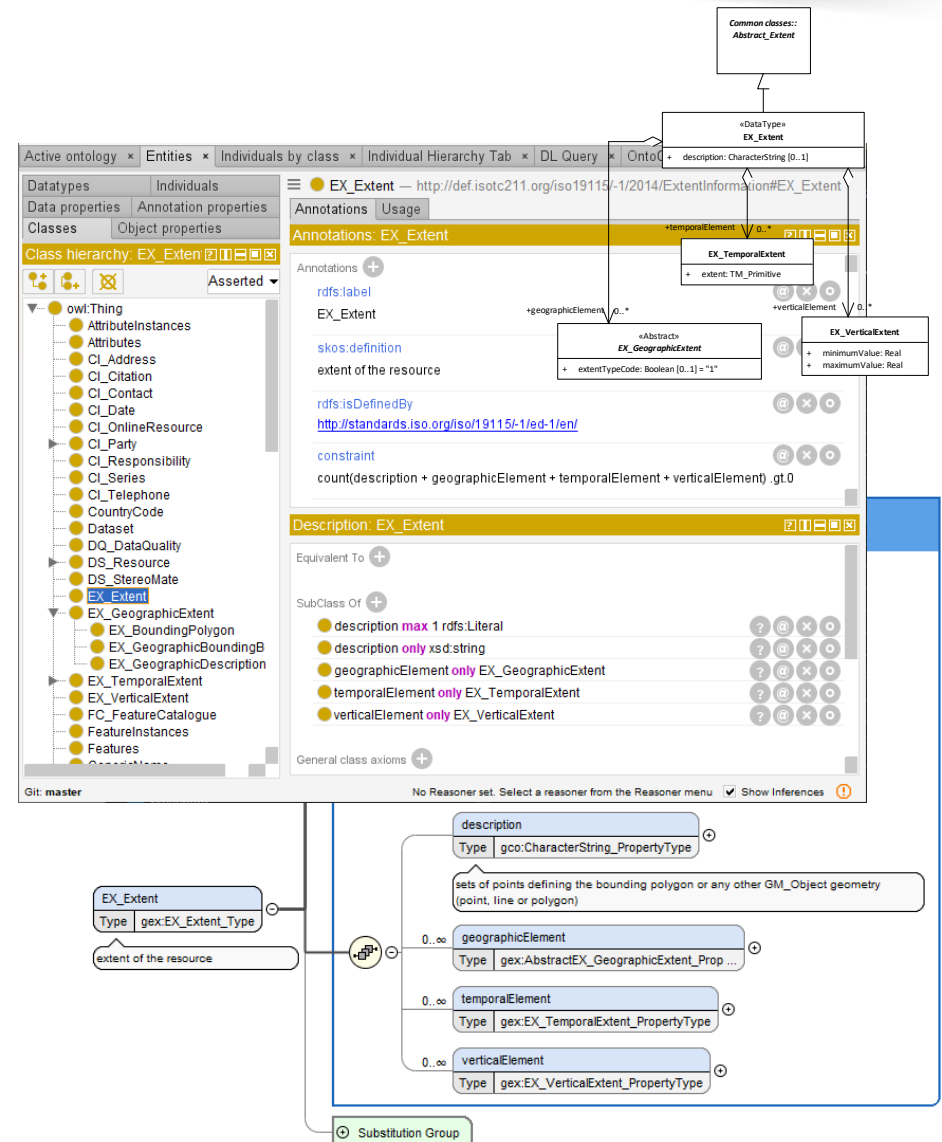 Common classes::
Abstract_Extent
«DataType»
EX_Extent
+ description: CharacterString [0..1]
+temporalElement 0..*
EX_TemporalExtent
+ extent: TM_Primitive
+geographicElement 0..*
«Abstract»
EX_GeographicExtent
+ extentTypeCode: Boolean [0..1] = "1"
+verticalElement 0..*
EX_VerticalExtent
+ minimumValue: Real
+ maximumValue: Real
Active ontology × Entities × Individuals by class × Individual Hierarchy Tab × DL Query × Onto
Datatypes Individuals
Data properties Annotation properties
Classes Object properties
Class hierarchy: EX_Exten
Asserted
owl:Thing
AttributeInstances
Attributes
CI_Address
CI_Citation
CI_Contact
CI_Date
CI_OnlineResource
CI_Party
CI_Responsibility
CI_Series
CI_Telephone
CountryCode
Dataset
DQ_DataQuality
DS_Resource
DS_StereoMate
EX_Extent
EX_GeographicExtent
EX_BoundingPolygon
EX_GeographicBoundingB
EX_GeographicDescription
EX_TemporalExtent
EX_VerticalExtent
FC_FeatureCatalogue
FeatureInstances
Features
EX_Extent — http://def.isotc211.org/iso19115/-1/2014/ExtentInformation#EX_Extent
Annotations Usage
Annotations: EX_Extent
Annotations
rdfs:label
EX_Extent
skos:definition
extent of the resource
rdfs:isDefinedBy
http://standards.iso.org/iso/19115/-1/ed-1/en/
constraint
count(description + geographicElement + temporalElement + verticalElement) .gt.0
Description: EX_Extent
Equivalent To
SubClass Of
description max 1 rdfs:Literal
description only xsd:string
geographicElement only EX_GeographicExtent
temporalElement only EX_TemporalExtent
verticalElement only EX_VerticalExtent
General class axioms
Git: master
No Reasoner set. Select a reasoner from the Reasoner menu Show Inferences
EX_Extent
Type gex:EX_Extent_Type
extent of the resource
description
Type gco:CharacterString_PropertyType
sets of points defining the bounding polygon or any other GM_Object geometry
(point, line or polygon)
0..∞ geographicElement
Type gex:AbstractEX_GeographicExtent_Prop ...
0..∞ temporalElement
Type gex:EX_TemporalExtent_PropertyType
0..∞ verticalElement
Type gex:EX_VerticalExtent_PropertyType
Substitution Group